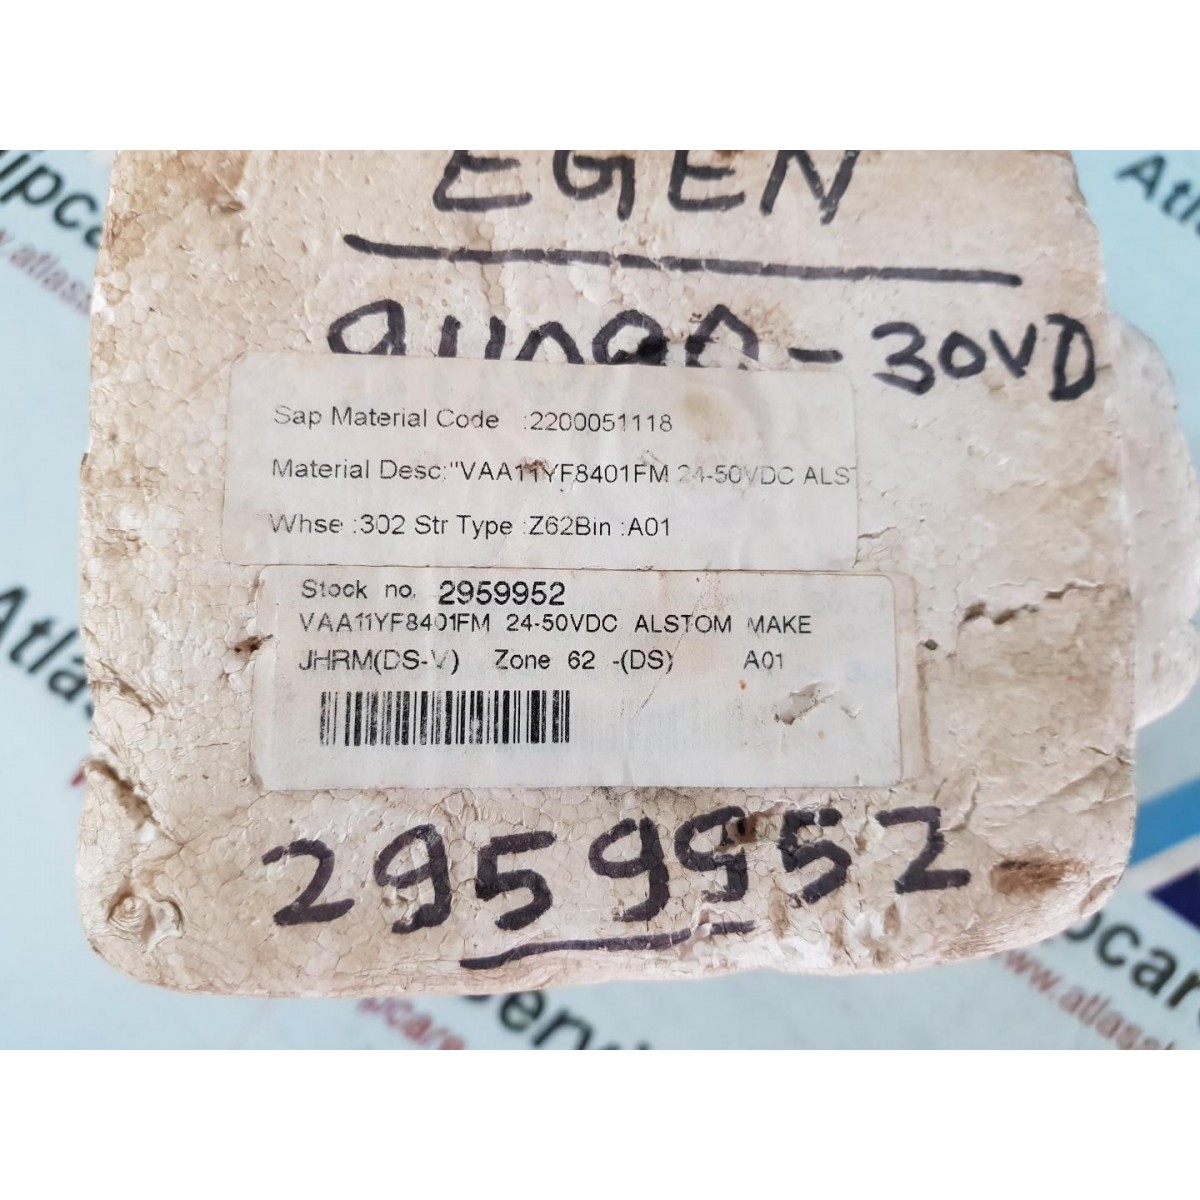 EGEN
- 30VD
Sap Material Code :2200051118
Material Desc:"VAA11YF8401FM 24-50VDC ALST
Whse :302 Str Type :Z62Bin :A01
Stock no. 2959952
VAA11YF8401FM 24-50VDC ALSTOM MAKE
JHRM(DS-V) Zone 62 -(DS) A01
2959952